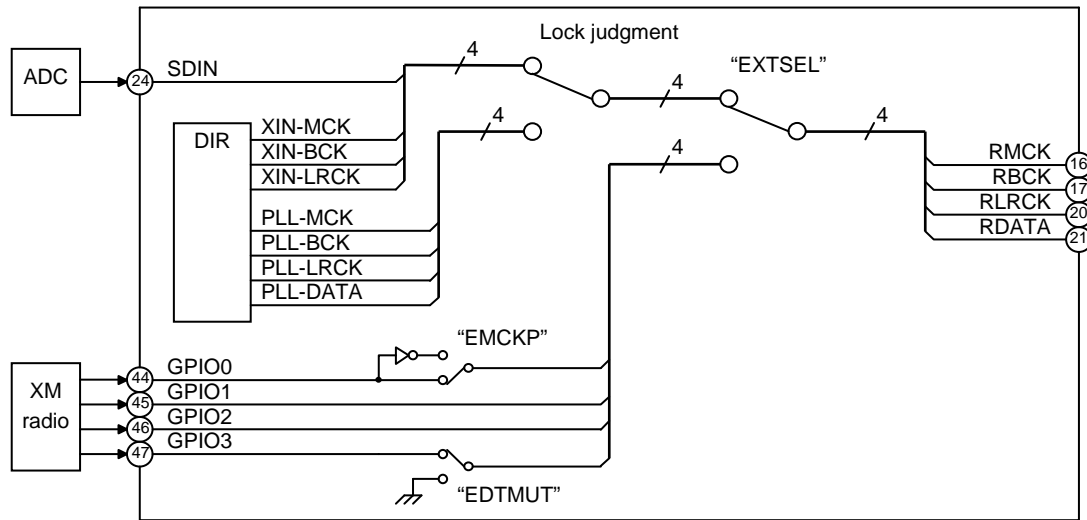 Lock judgment
4
"EXTSEL"
ADC
24
SDIN
4
4
4
DIR
XIN-MCK
XIN-BCK
XIN-LRCK
4
RMCK
16
RBCK
17
RLRCK
20
RDATA
21
PLL-MCK
PLL-BCK
PLL-LRCK
PLL-DATA
"EMCKP"
XM
radio
44
GPIO0
45
GPIO1
46
GPIO2
47
GPIO3
"EDTMUT"